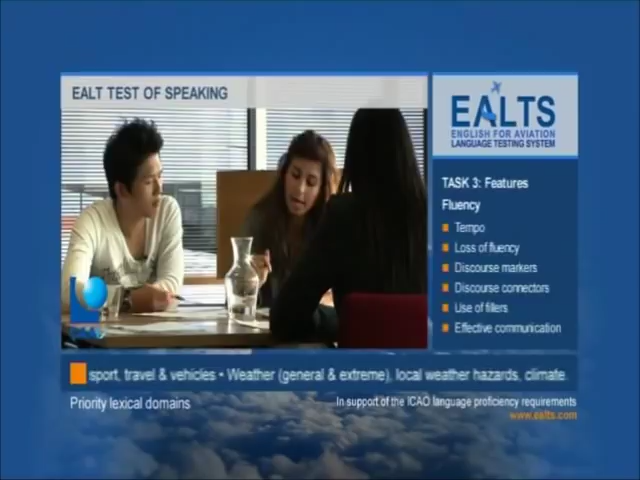 EALT TEST OF SPEAKING
EALTS
ENGLISH FOR AVIATION
LANGUAGE TESTING SYSTEM
TASK 3: Features
Fluency
Tempo
Loss of fluency
Discourse markers
Discourse connectors
Use of fillers
Effective communication
sport, travel & vehicles • Weather (general & extreme), local weather hazards, climate
Priority lexical domains
In support of the ICAO language proficiency requirements
www.ealts.com